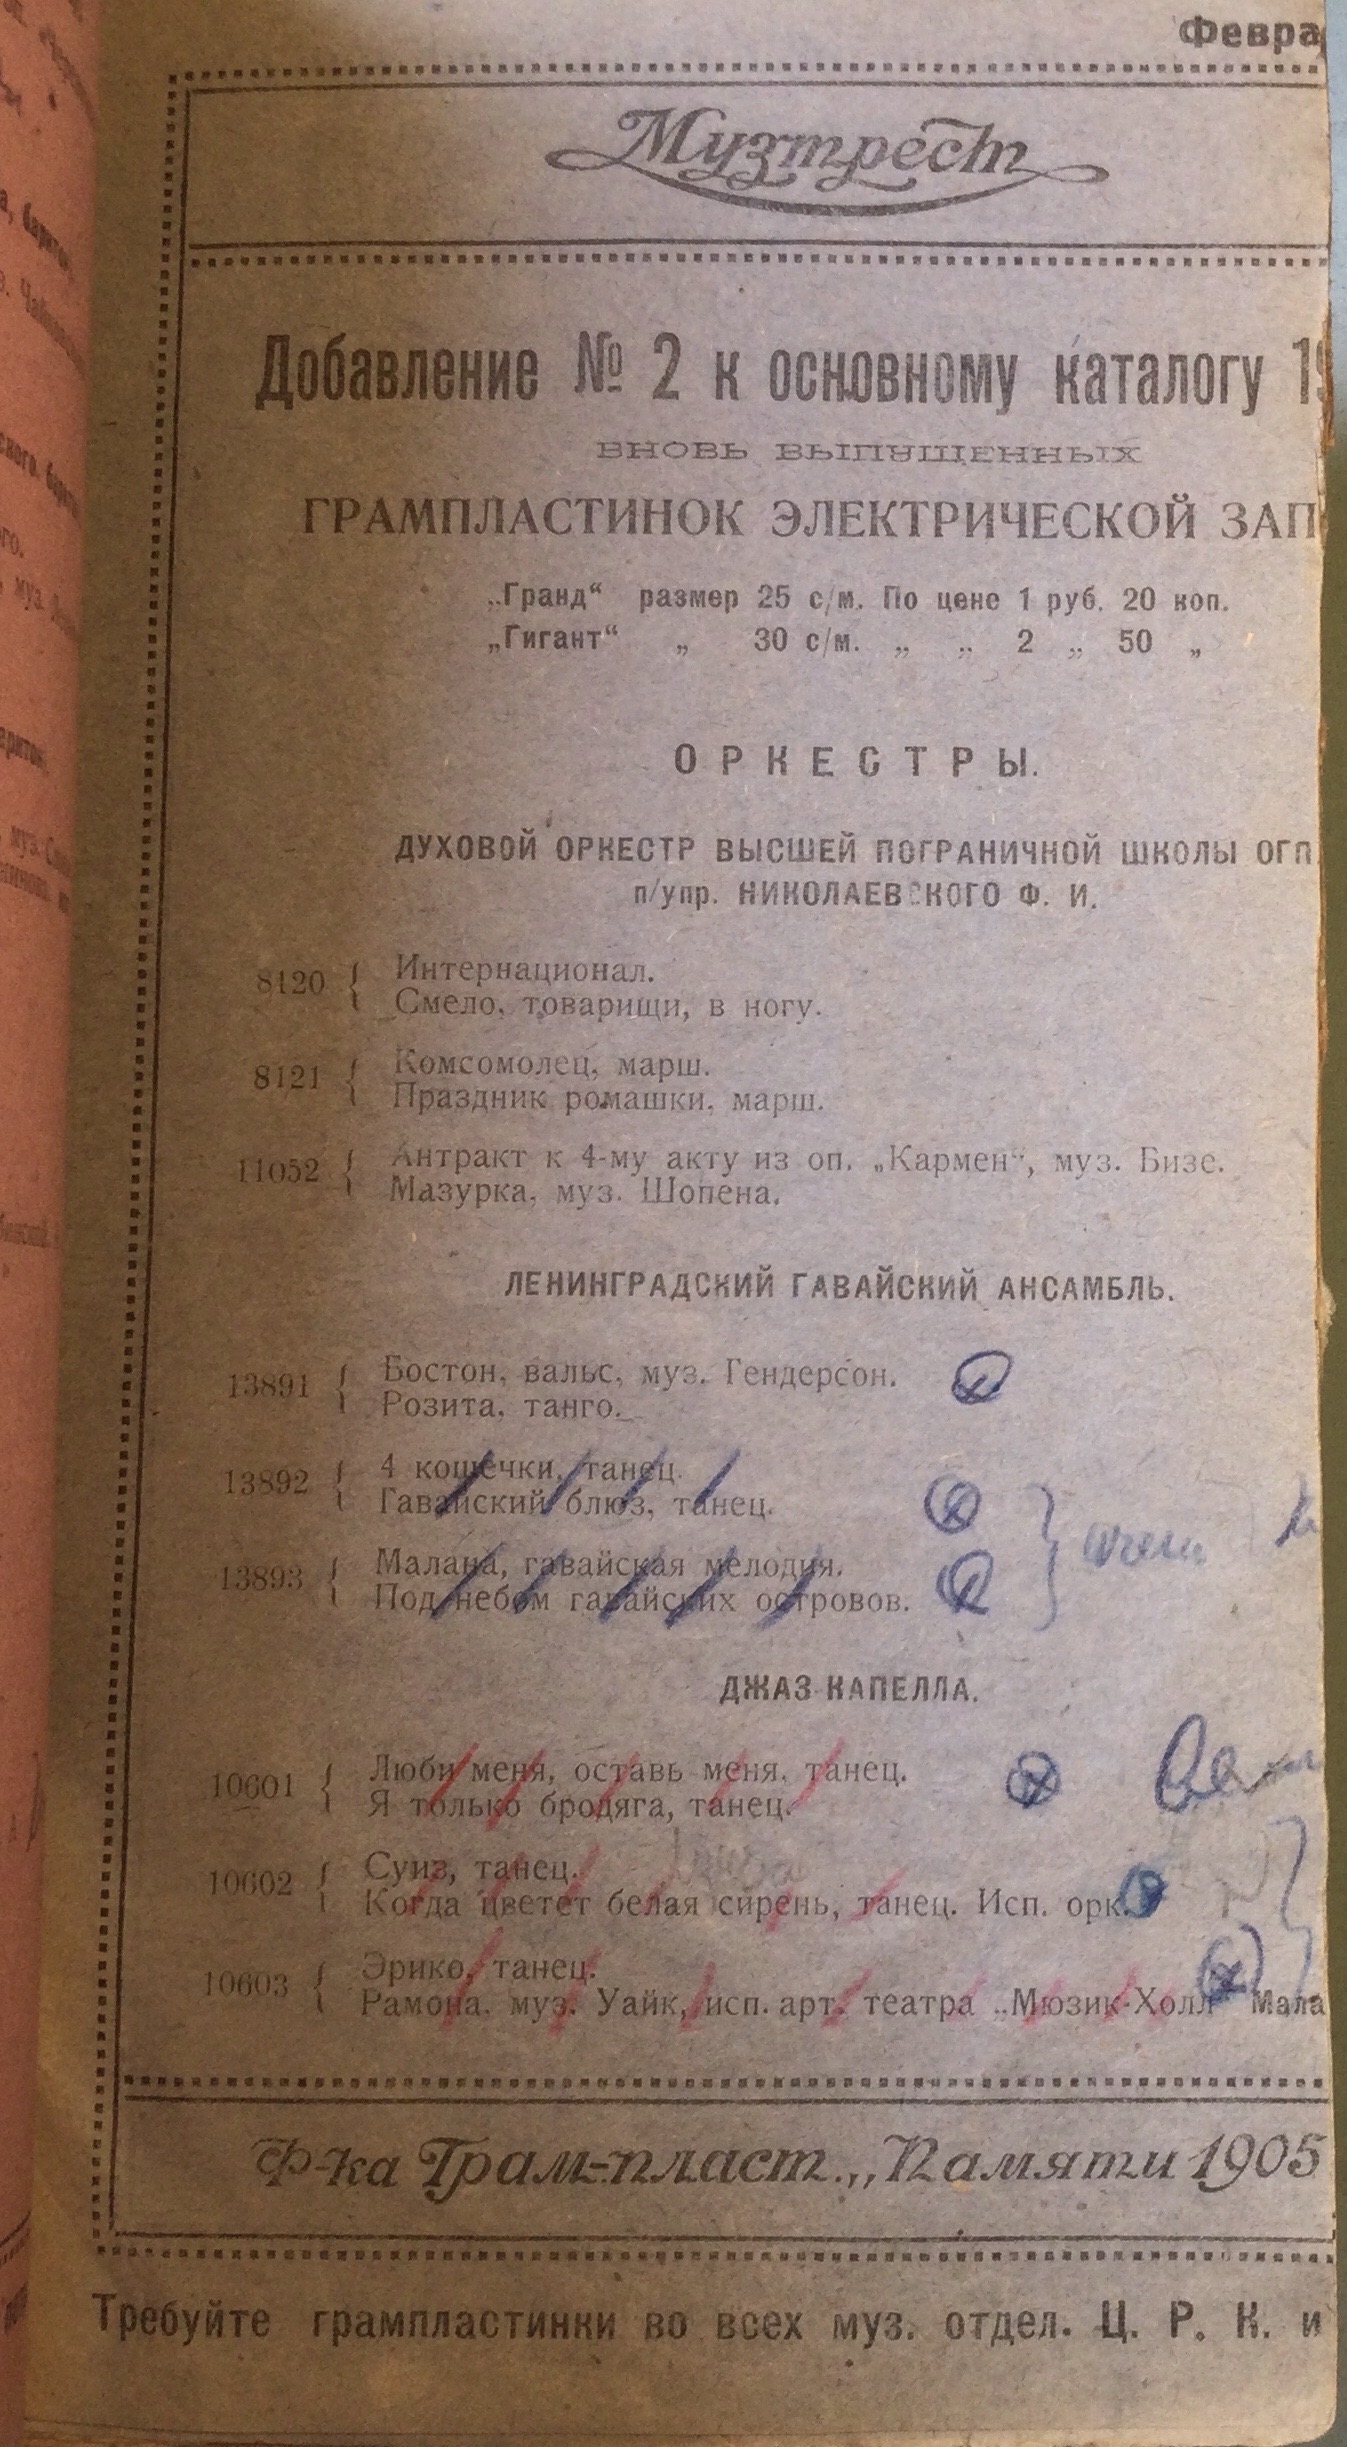 Февра
Музтрест
Добавление № 2 к основному каталогу 19
ВНОВЬ ВЫПУЩЕННЫХ
ГРАМПЛАСТИНОК ЭЛЕКТРИЧЕСКОЙ ЗАП
„Гранд“ размер 25 с/м. По цене 1 руб. 20 коп.
„Гигант“ „ 30 с/м. „ „ 2 „ 50 „
ОРКЕСТРЫ.
ДУХОВОЙ ОРКЕСТР ВЫСШЕЙ ПОГРАНИЧНОЙ ШКОЛЫ ОГП
п/упр. НИКОЛАЕВСКОГО Ф. И.
8120 { Интернационал.
Смело, товарищи, в ногу.
8121 { Комсомолец, марш.
Праздник ромашки, марш.
11052 { Антракт к 4-му акту из оп. „Кармен“, муз. Бизе.
Мазурка, муз. Шопена.
ЛЕНИНГРАДСКИЙ ГАВАЙСКИЙ АНСАМБЛЬ.
13891 { Бостон, вальс, муз. Гендерсон.
Розита, танго.
13892 { 4 кошечки, танец.
Гавайский блюз, танец.
13893 { Малана, гавайская мелодия.
Под небом гавайских островов.
ДЖАЗ-КАПЕЛЛА.
10601 { Люби меня, оставь меня, танец.
Я только бродяга, танец.
10602 { Суиз, танец.
Когда цветет белая сирень, танец. Исп. орк.
10603 { Эрико, танец.
Рамона, муз. Уайк, исп. арт. театра „Мюзик-Холл“ Мала
Ф-ка Грам-пласт. „Памяти 1905
Требуйте грампластинки во всех муз. отдел. Ц. Р. К. и